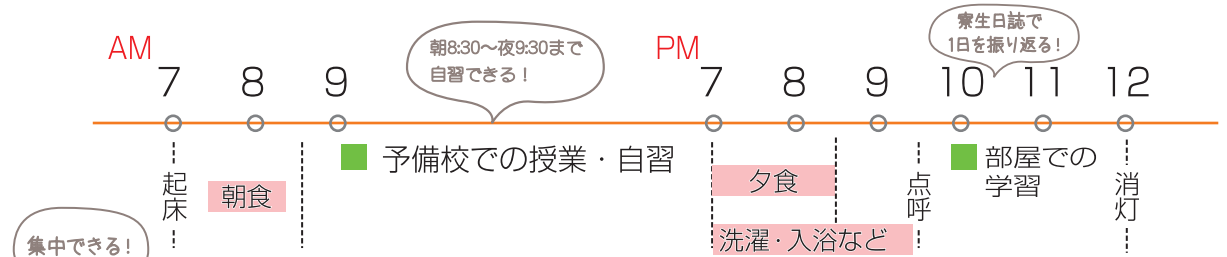 寮生日誌で
1日を振り返る！
朝8:30〜夜9:30まで
自習できる！
AM
PM
7 8 9 7 8 9 10 11 12
予備校での授業・自習
部屋での
学習
起床
朝食
夕食
点呼
消灯
洗濯・入浴など
集中できる！